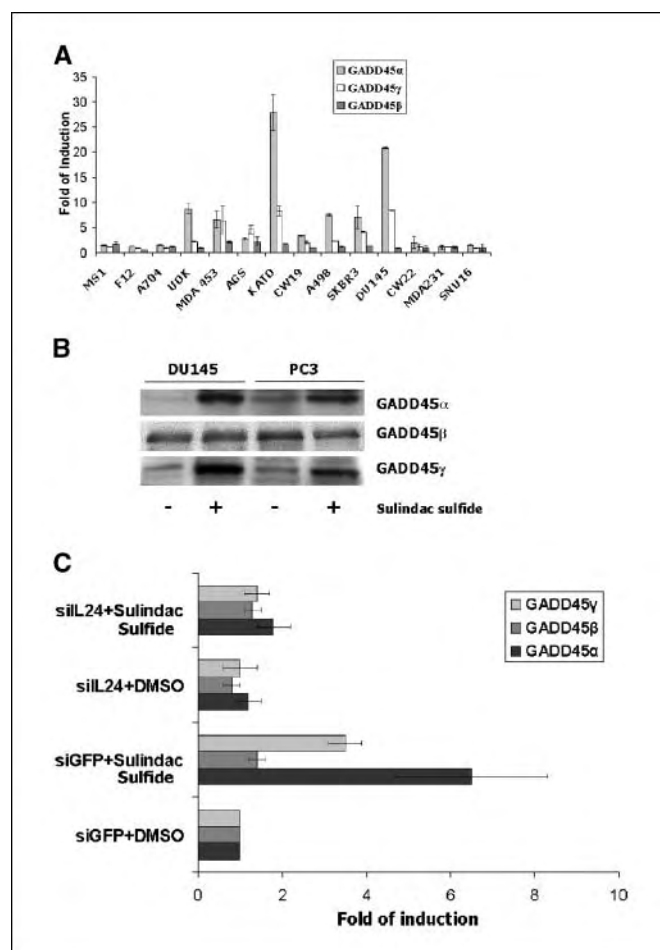 A
GADD45α
GADD45γ
GADD45β
Fold of Induction
35
30
25
20
15
10
5
0
MS1
F12
A704
UOK
MDA 453
AGS
KATO
CW19
A498
SKBR3
DU145
CW22
MDA231
SNU16
B
DU145 PC3
GADD45α
GADD45β
GADD45γ
- + - + Sulindac sulfide
C
GADD45γ
GADD45β
GADD45α
siIL24+Sulindac
Sulfide
siIL24+DMSO
siGFP+Sulindac
Sulfide
siGFP+DMSO
0 2 4 6 8 10
Fold of induction